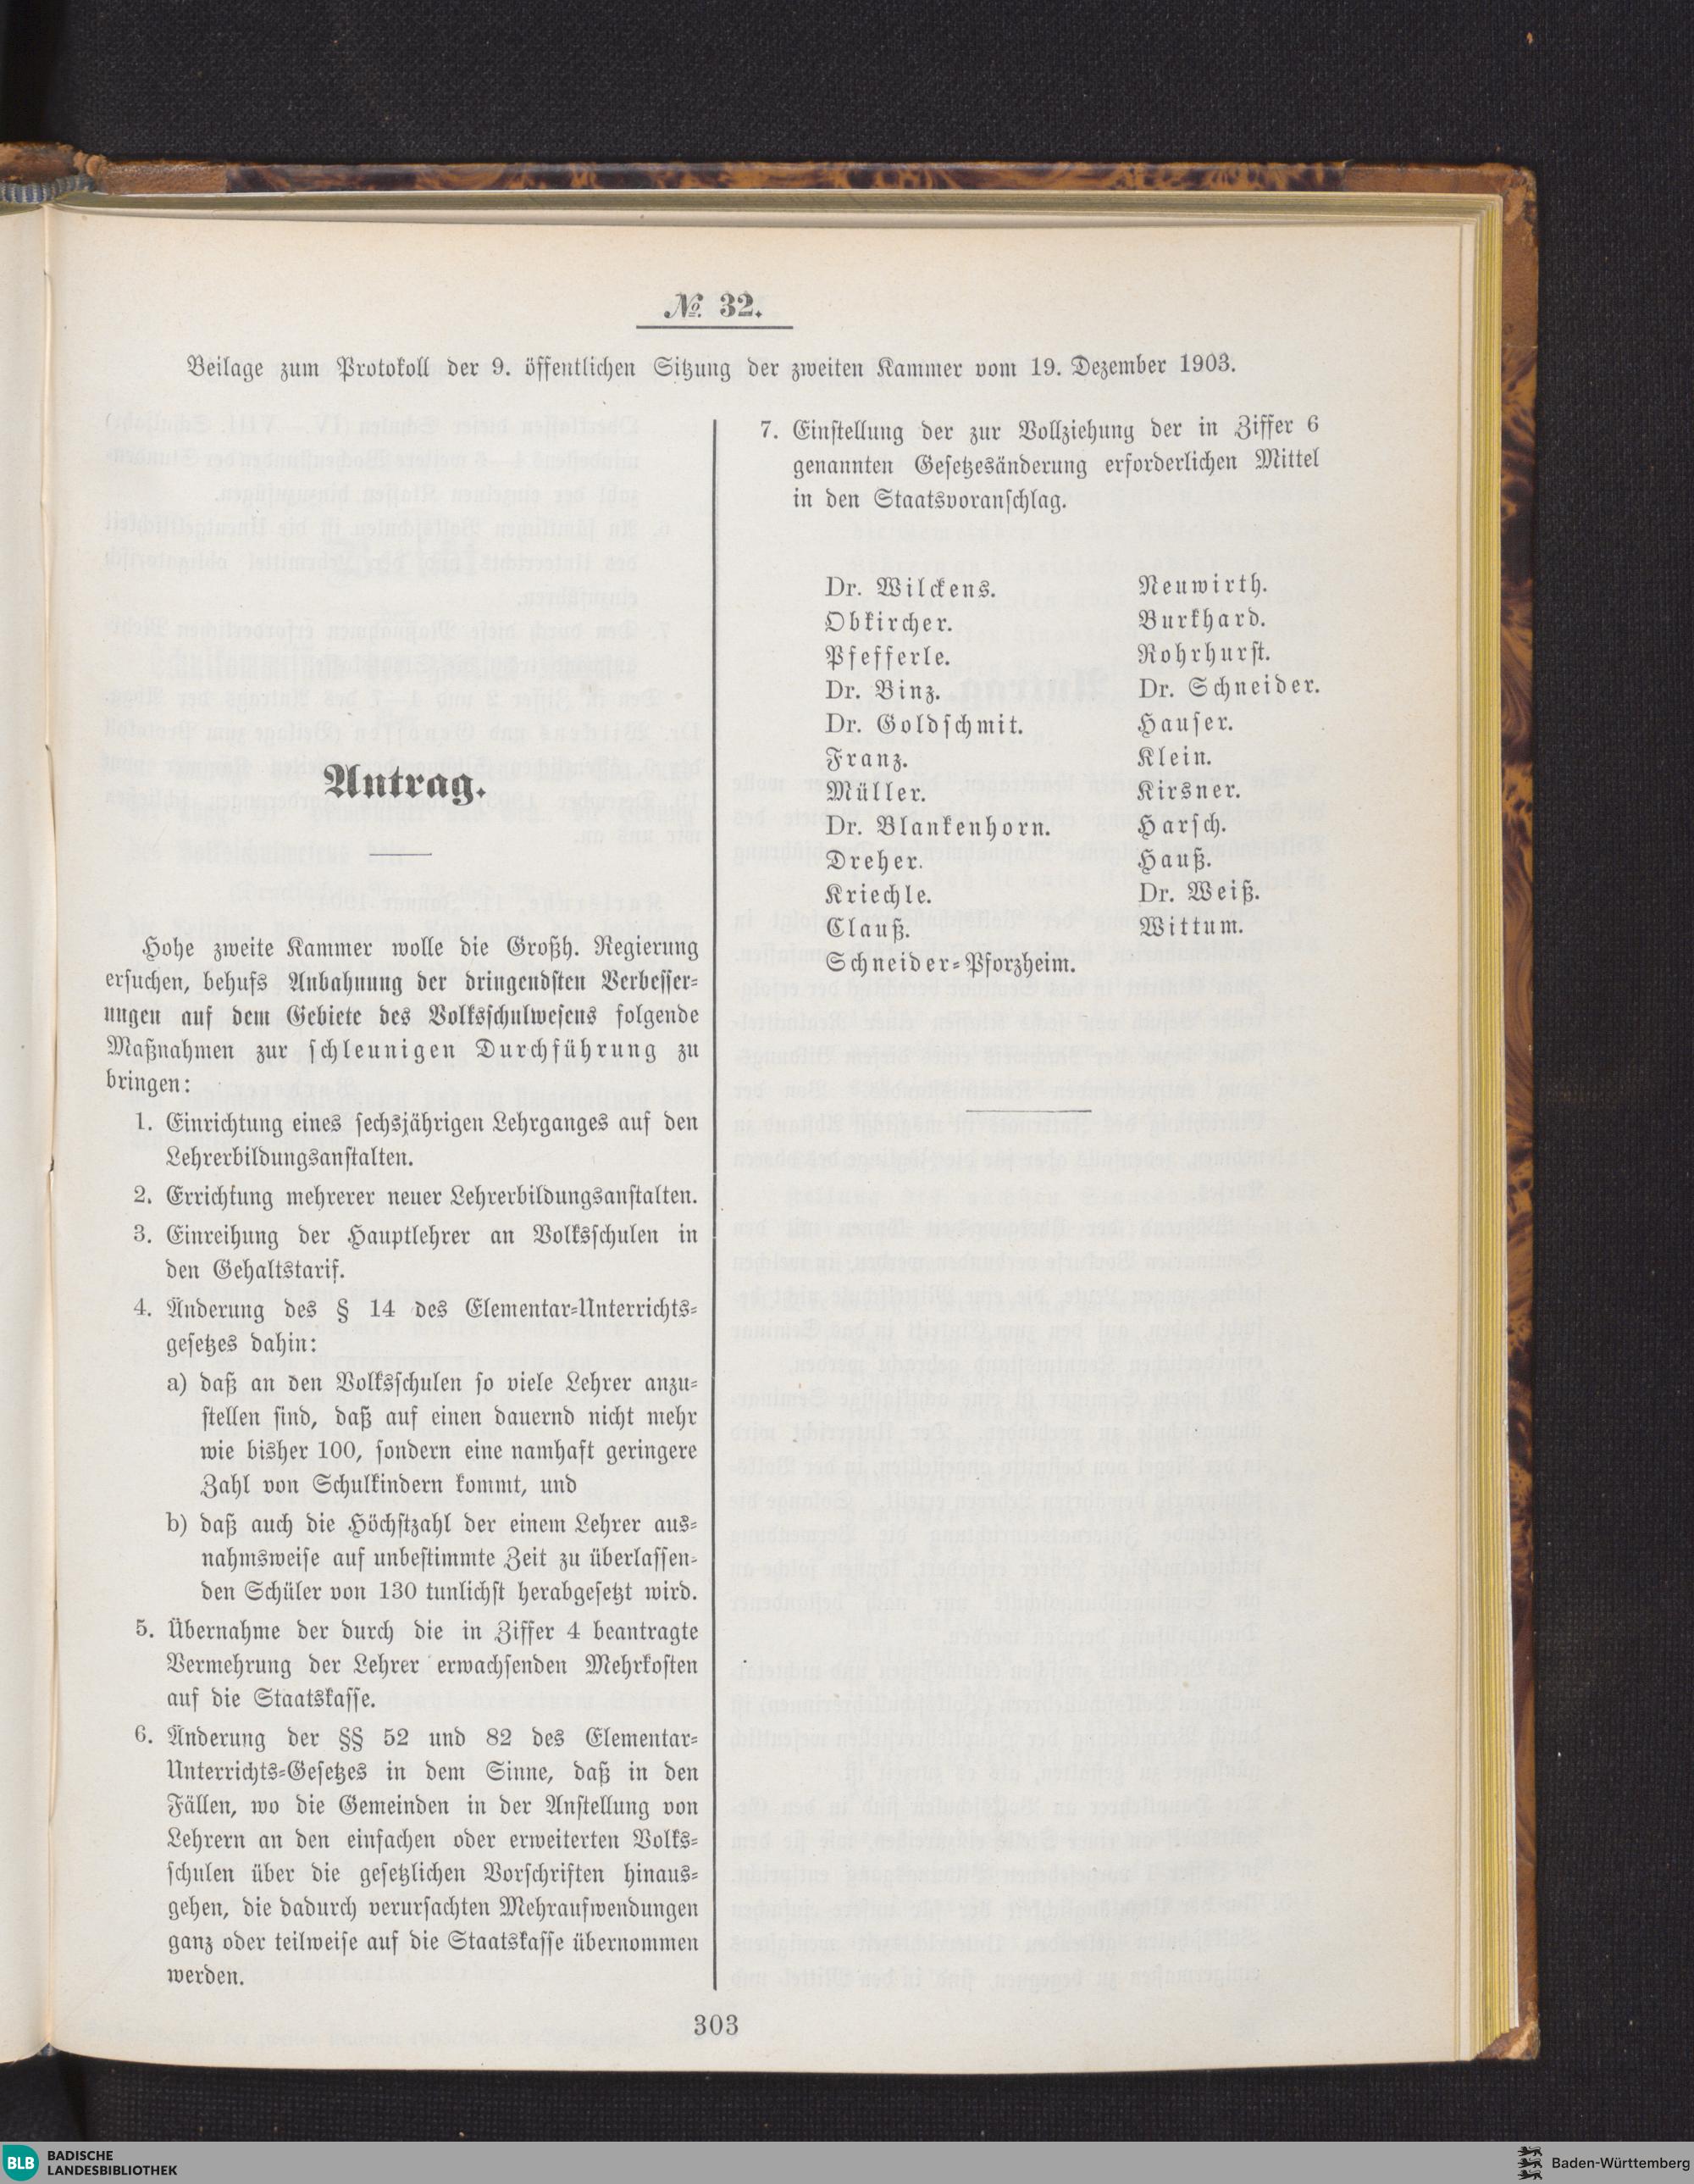 № 32.
Beilage zum Protokoll der 9. öffentlichen Sitzung der zweiten Kammer vom 19. Dezember 1903.
Antrag.
Hohe zweite Kammer wolle die Großh. Regierung
ersuchen, behufs Anbahnung der dringendsten Verbesser-
ungen auf dem Gebiete des Volksschulwesens folgende
Maßnahmen zur schleunigen Durchführung zu
bringen:
1. Einrichtung eines sechsjährigen Lehrganges auf den
Lehrerbildungsanstalten.
2. Errichtung mehrerer neuer Lehrerbildungsanstalten.
3. Einreihung der Hauptlehrer an Volksschulen in
den Gehaltstarif.
4. Änderung des § 14 des Elementar-Unterrichts-
gesetzes dahin:
a) daß an den Volksschulen so viele Lehrer anzu-
stellen sind, daß auf einen dauernd nicht mehr
wie bisher 100, sondern eine namhaft geringere
Zahl von Schulkindern kommt, und
b) daß auch die Höchstzahl der einem Lehrer aus-
nahmsweise auf unbestimmte Zeit zu überlassen-
den Schüler von 130 tunlichst herabgesetzt wird.
5. Übernahme der durch die in Ziffer 4 beantragte
Vermehrung der Lehrer erwachsenden Mehrkosten
auf die Staatskasse.
6. Änderung der §§ 52 und 82 des Elementar-
Unterrichts-Gesetzes in dem Sinne, daß in den
Fällen, wo die Gemeinden in der Anstellung von
Lehrern an den einfachen oder erweiterten Volks-
schulen über die gesetzlichen Vorschriften hinaus-
gehen, die dadurch verursachten Mehraufwendungen
ganz oder teilweise auf die Staatskasse übernommen
werden.
7. Einstellung der zur Vollziehung der in Ziffer 6
genannten Gesetzesänderung erforderlichen Mittel
in den Staatsvoranschlag.
Dr. Wilckens.
Obkircher.
Pfefferle.
Dr. Binz.
Dr. Goldschmit.
Franz.
Müller.
Dr. Blankenhorn.
Dreher.
Kriechle.
Clauß.
Schneider-Pforzheim.
Neuwirth.
Burkhard.
Rohrhurst.
Dr. Schneider.
Hauser.
Klein.
Kirsner.
Harsch.
Hauß.
Dr. Weiß.
Wittum.
303
BLB BADISCHE
LANDESBIBLIOTHEK
Baden-Württemberg